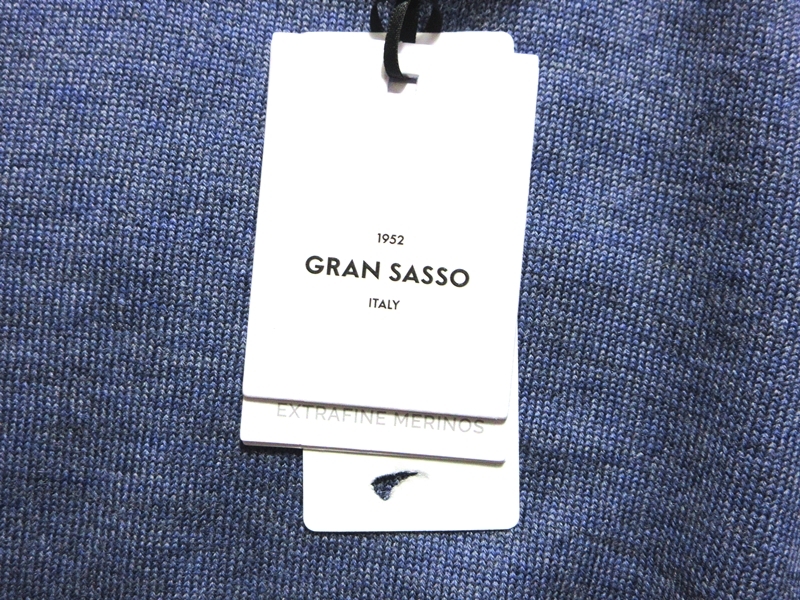 1952
GRAN SASSO
ITALY
EXTRAFINE MERINOS